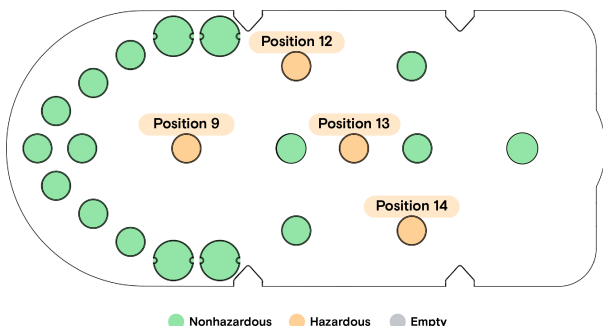 Position 12
Position 9
Position 13
Position 14
Nonhazardous
Hazardous
Empty